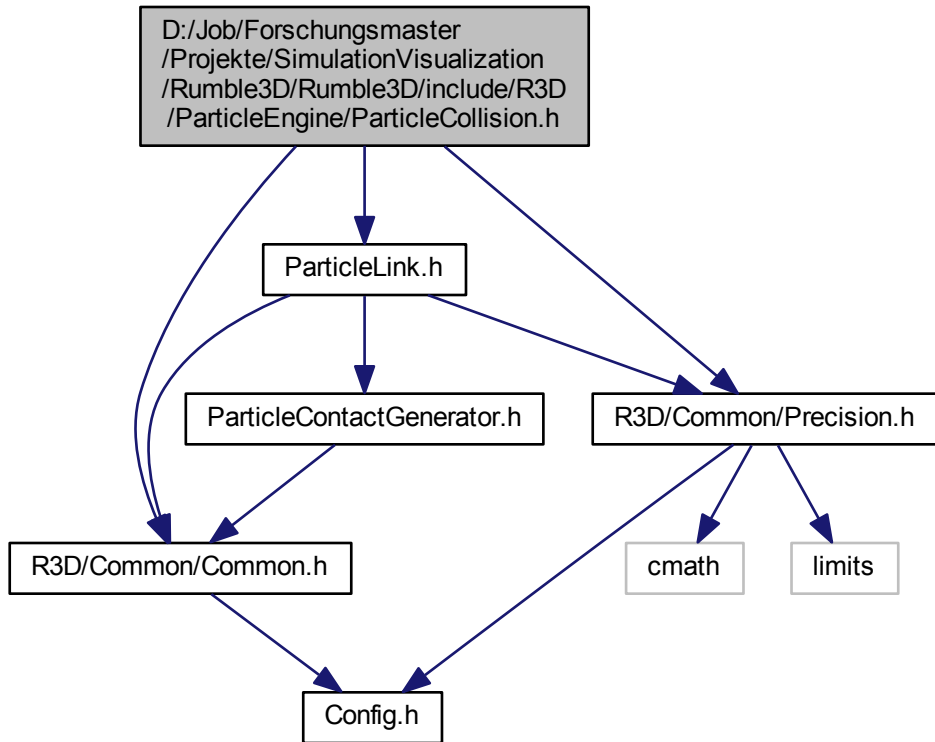 D:/Job/Forschungsmaster
/Projekte/SimulationVisualization
/Rumble3D/Rumble3D/include/R3D
/ParticleEngine/ParticleCollision.h
ParticleLink.h
ParticleContactGenerator.h
R3D/Common/Precision.h
R3D/Common/Common.h
cmath
limits
Config.h